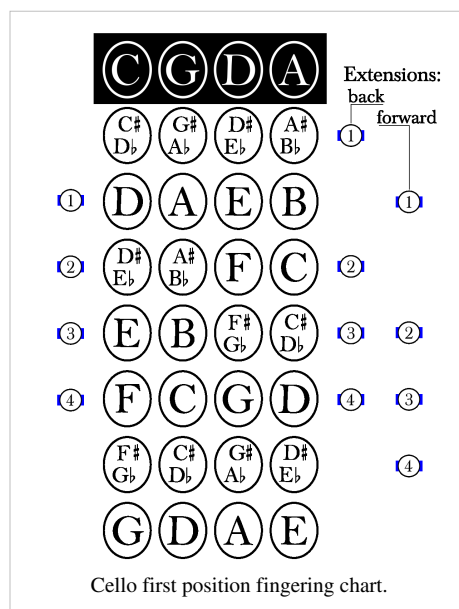 C G D A
Extensions:
back
forward
C♯ G♯ D♯ A♯
D♭ A♭ E♭ B♭ 1
1 D A E B 1
D♯ A♯
2 E♭ B♭ F C 2
F♯ C♯
3 E B G♭ D♭ 3 2
4 F C G D 4 3
F♯ C♯ G♯ D♯
G♭ D♭ A♭ E♭ 4
G D A E
Cello first position fingering chart.